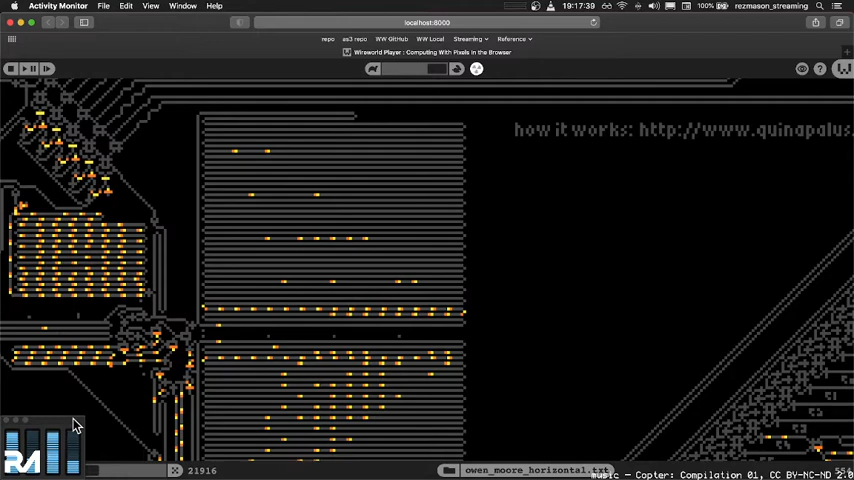 Activity Monitor File Edit View Window Help 100% 19:17:39 rezmason_streaming
localhost:8000
repo as3 repo WW GitHub WW Local Streaming Reference
Wireworld Player : Computing With Pixels in the Browser
how it works: http://www.quinapalus.
21916 owen_moore_horizontal.txt
music - Copter: Compilation 01, CC BY-NC-ND 2.0